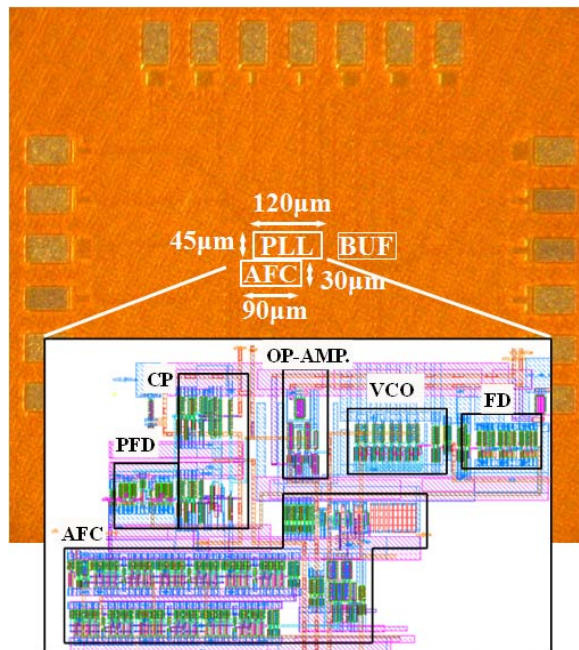 120μm
45μm PLL BUF
AFC 30μm
90μm
OP-AMP.
CP VCO FD
PFD
AFC